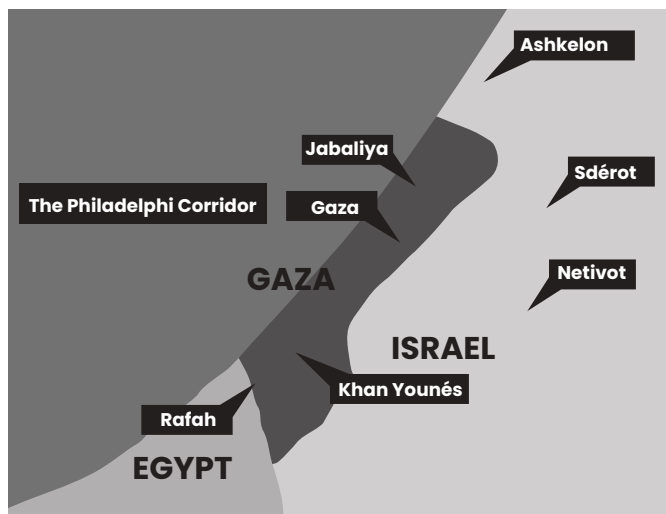 Ashkelon
Jabaliya
Sdérot
The Philadelphi Corridor
Gaza
Netivot
GAZA
ISRAEL
Khan Younés
Rafah
EGYPT